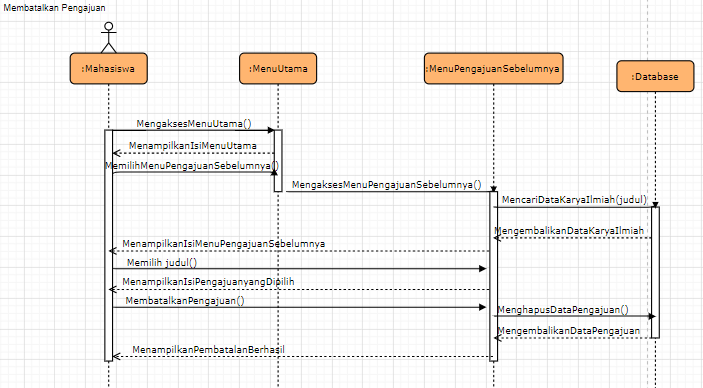 Membatalkan Pengajuan
:Mahasiswa
:MenuUtama
:MenuPengajuanSebelumnya
:Database
MengaksesMenuUtama()
MenampilkanIsiMenuUtama
MemilihMenuPengajuanSebelumnya()
MengaksesMenuPengajuanSebelumnya()
MencariDataKaryaIlmiah(judul)
MengembalikanDataKaryaIlmiah
MenampilkanIsiMenuPengajuanSebelumnya
Memilih judul()
MenampilkanIsiPengajuanyangDipilih
MembatalkanPengajuan()
MenghapusDataPengajuan()
MengembalikanDataPengajuan
MenampilkanPembatalanBerhasil